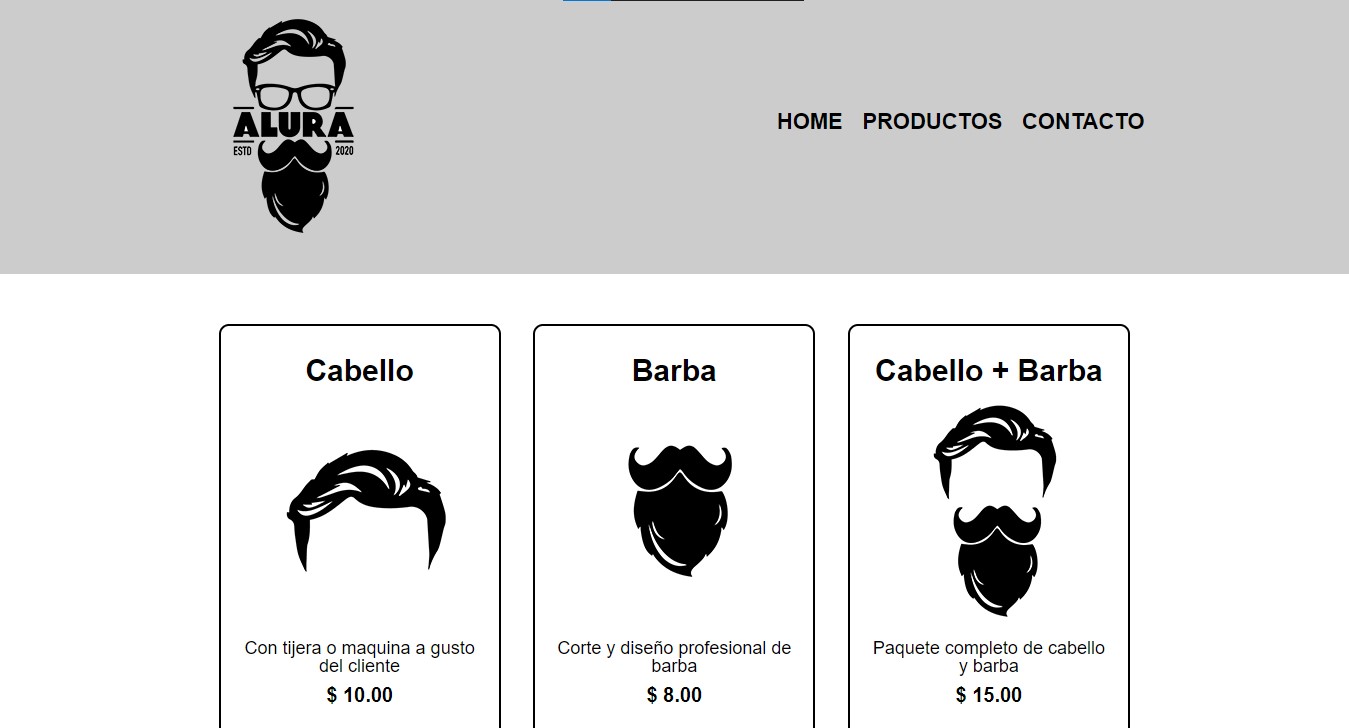 ALURA
ESTD 2020
HOME PRODUCTOS CONTACTO
Cabello
Con tijera o maquina a gusto
del cliente
$ 10.00
Barba
Corte y diseño profesional de
barba
$ 8.00
Cabello + Barba
Paquete completo de cabello
y barba
$ 15.00